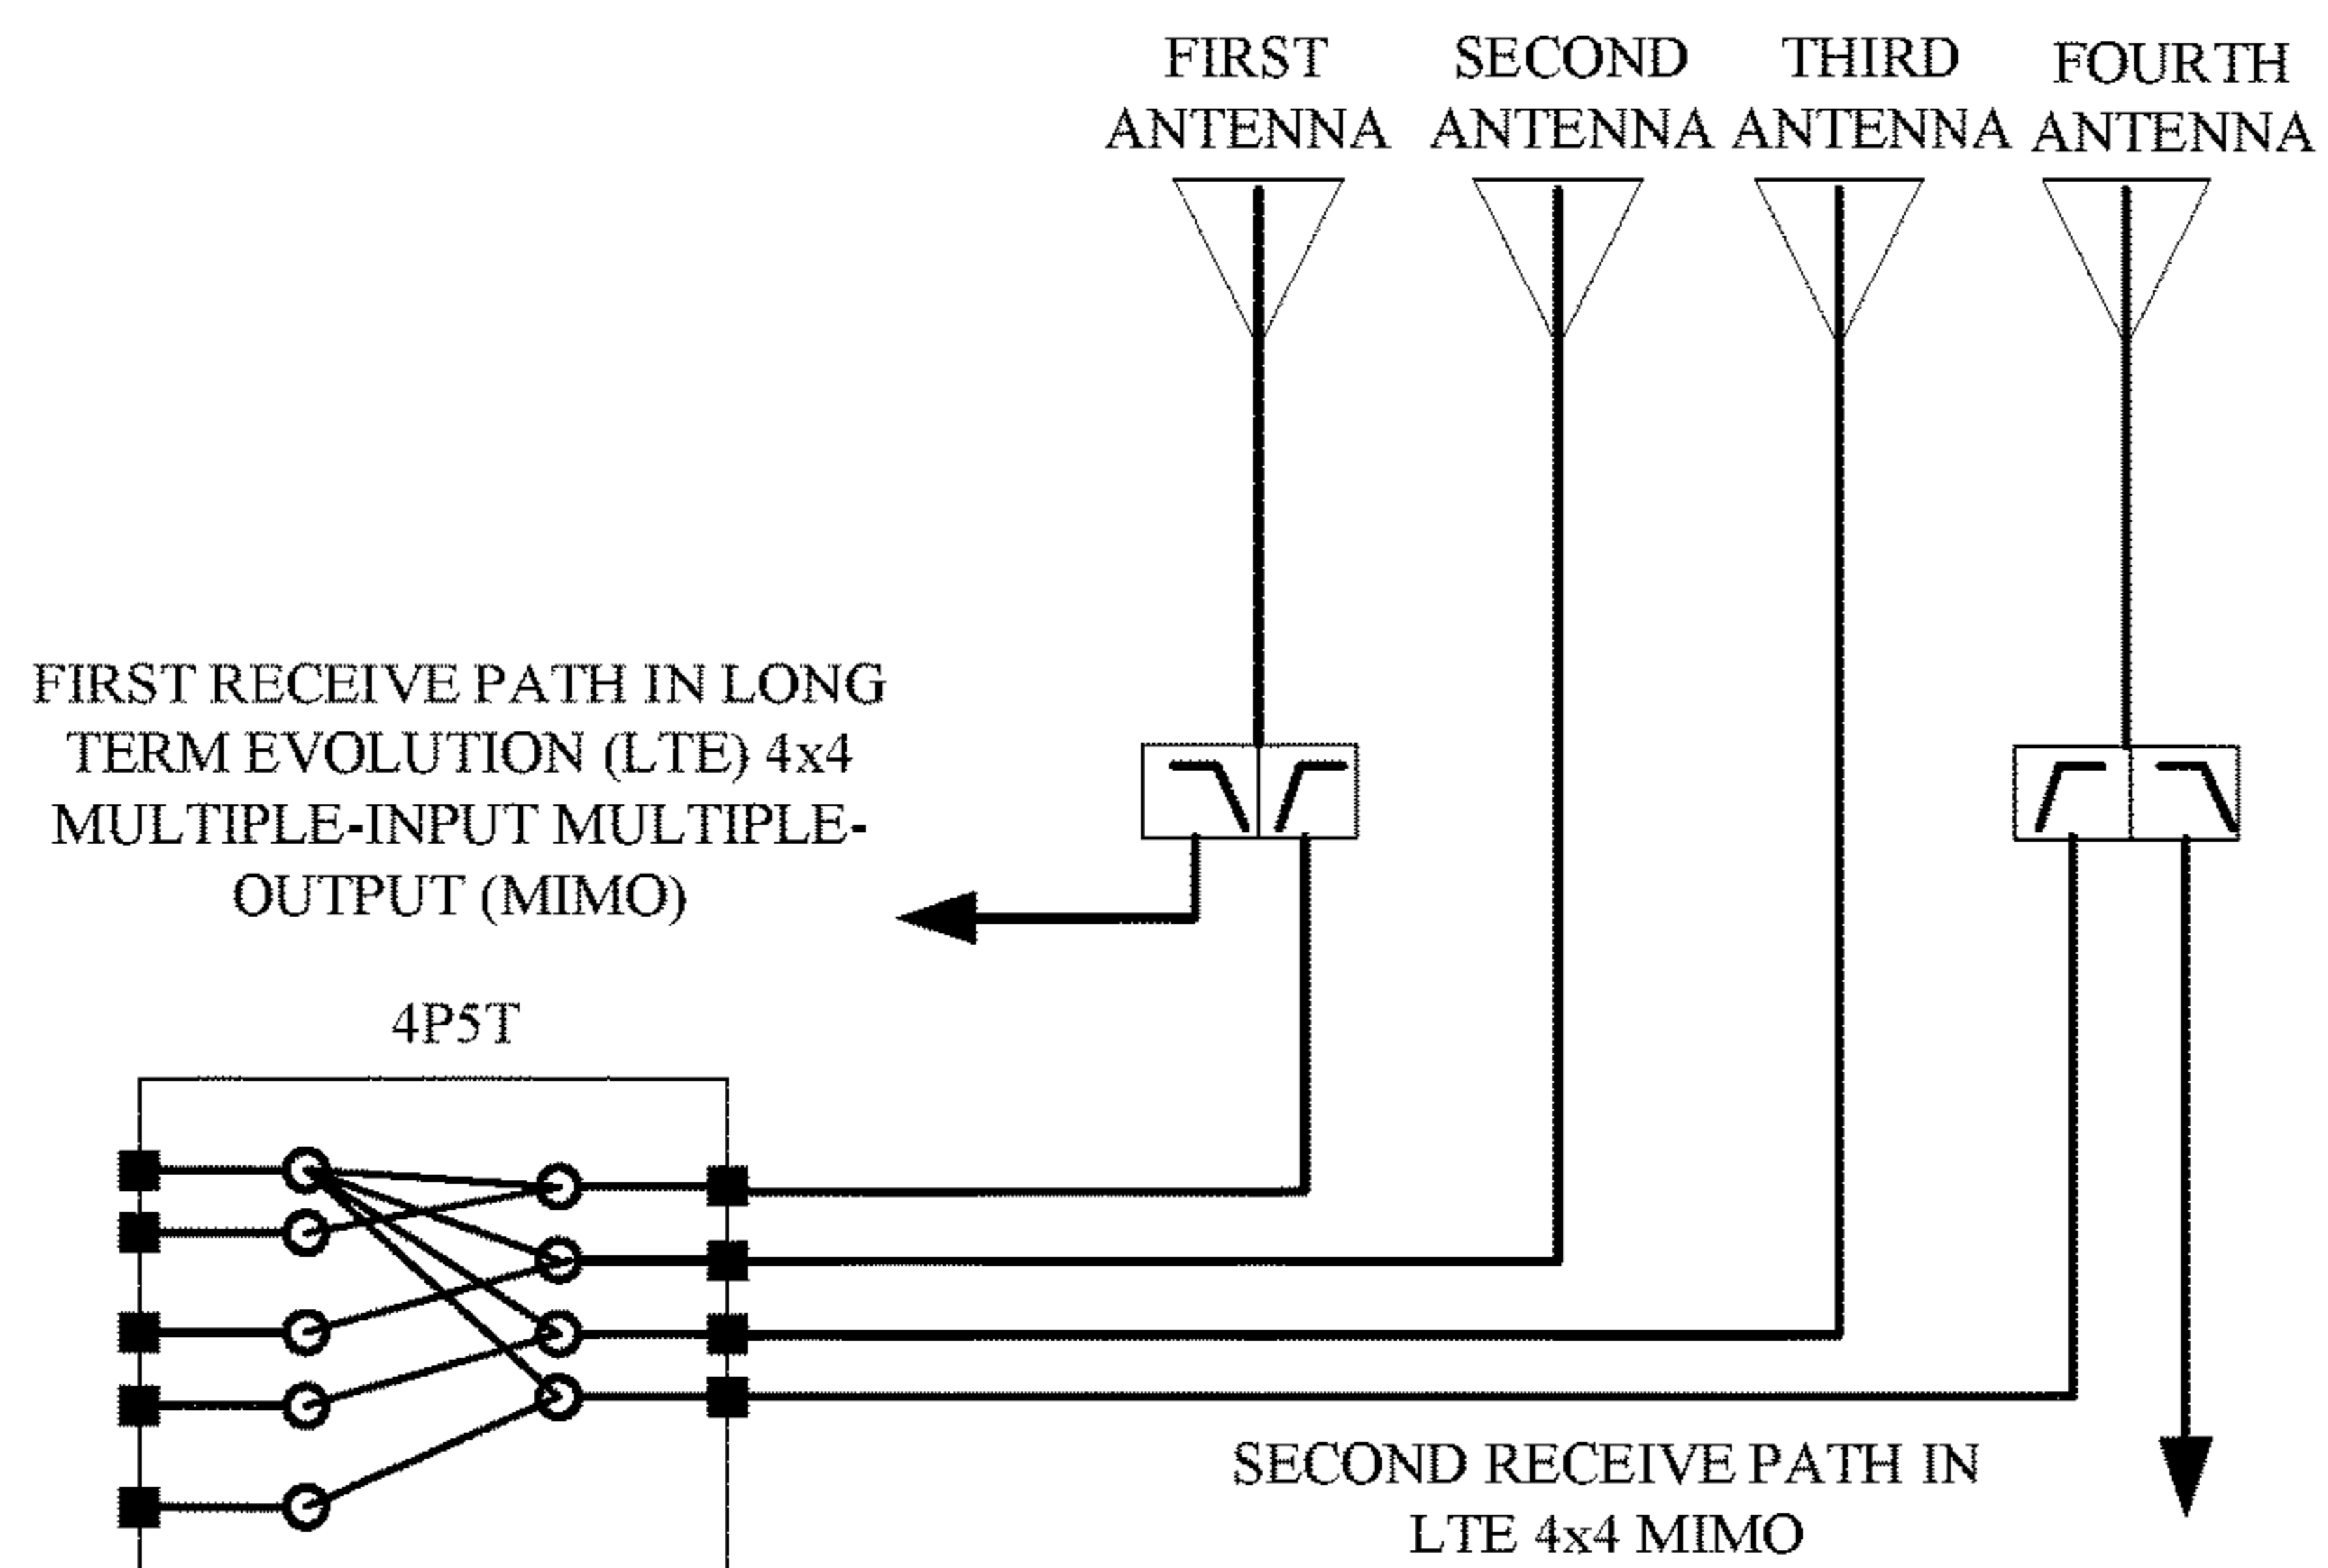 FIRST
ANTENNA
SECOND
ANTENNA
THIRD
ANTENNA
FOURTH
ANTENNA
FIRST RECEIVE PATH IN LONG
TERM EVOLUTION (LTE) 4x4
MULTIPLE-INPUT MULTIPLE-
OUTPUT (MIMO)
4P5T
SECOND RECEIVE PATH IN
LTE 4x4 MIMO